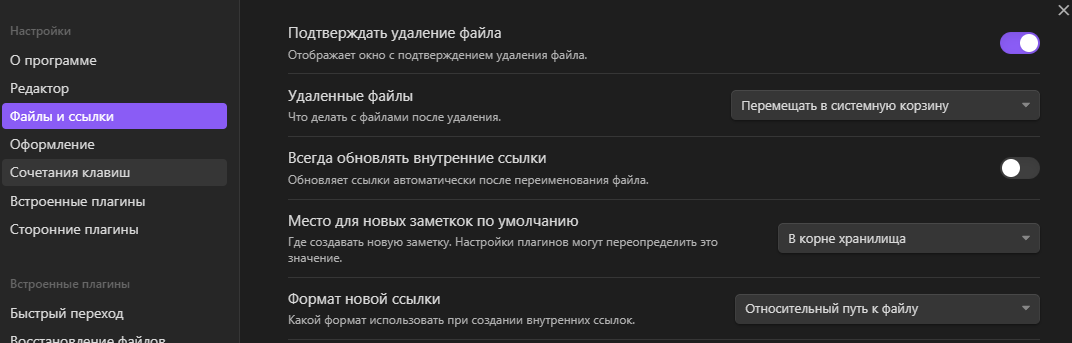 Настройки
О программе
Редактор
Файлы и ссылки
Оформление
Сочетания клавиш
Встроенные плагины
Сторонние плагины
Встроенные плагины
Быстрый переход
Восстановление файлов
Подтверждать удаление файла
Отображает окно с подтверждением удаления файла.
Удаленные файлы
Что делать с файлами после удаления.
Перемещать в системную корзину
Всегда обновлять внутренние ссылки
Обновляет ссылки автоматически после переименования файла.
Место для новых заметкок по умолчанию
Где создавать новую заметку. Настройки плагинов могут переопределить это
значение.
В корне хранилища
Формат новой ссылки
Какой формат использовать при создании внутренних ссылок.
Относительный путь к файлу